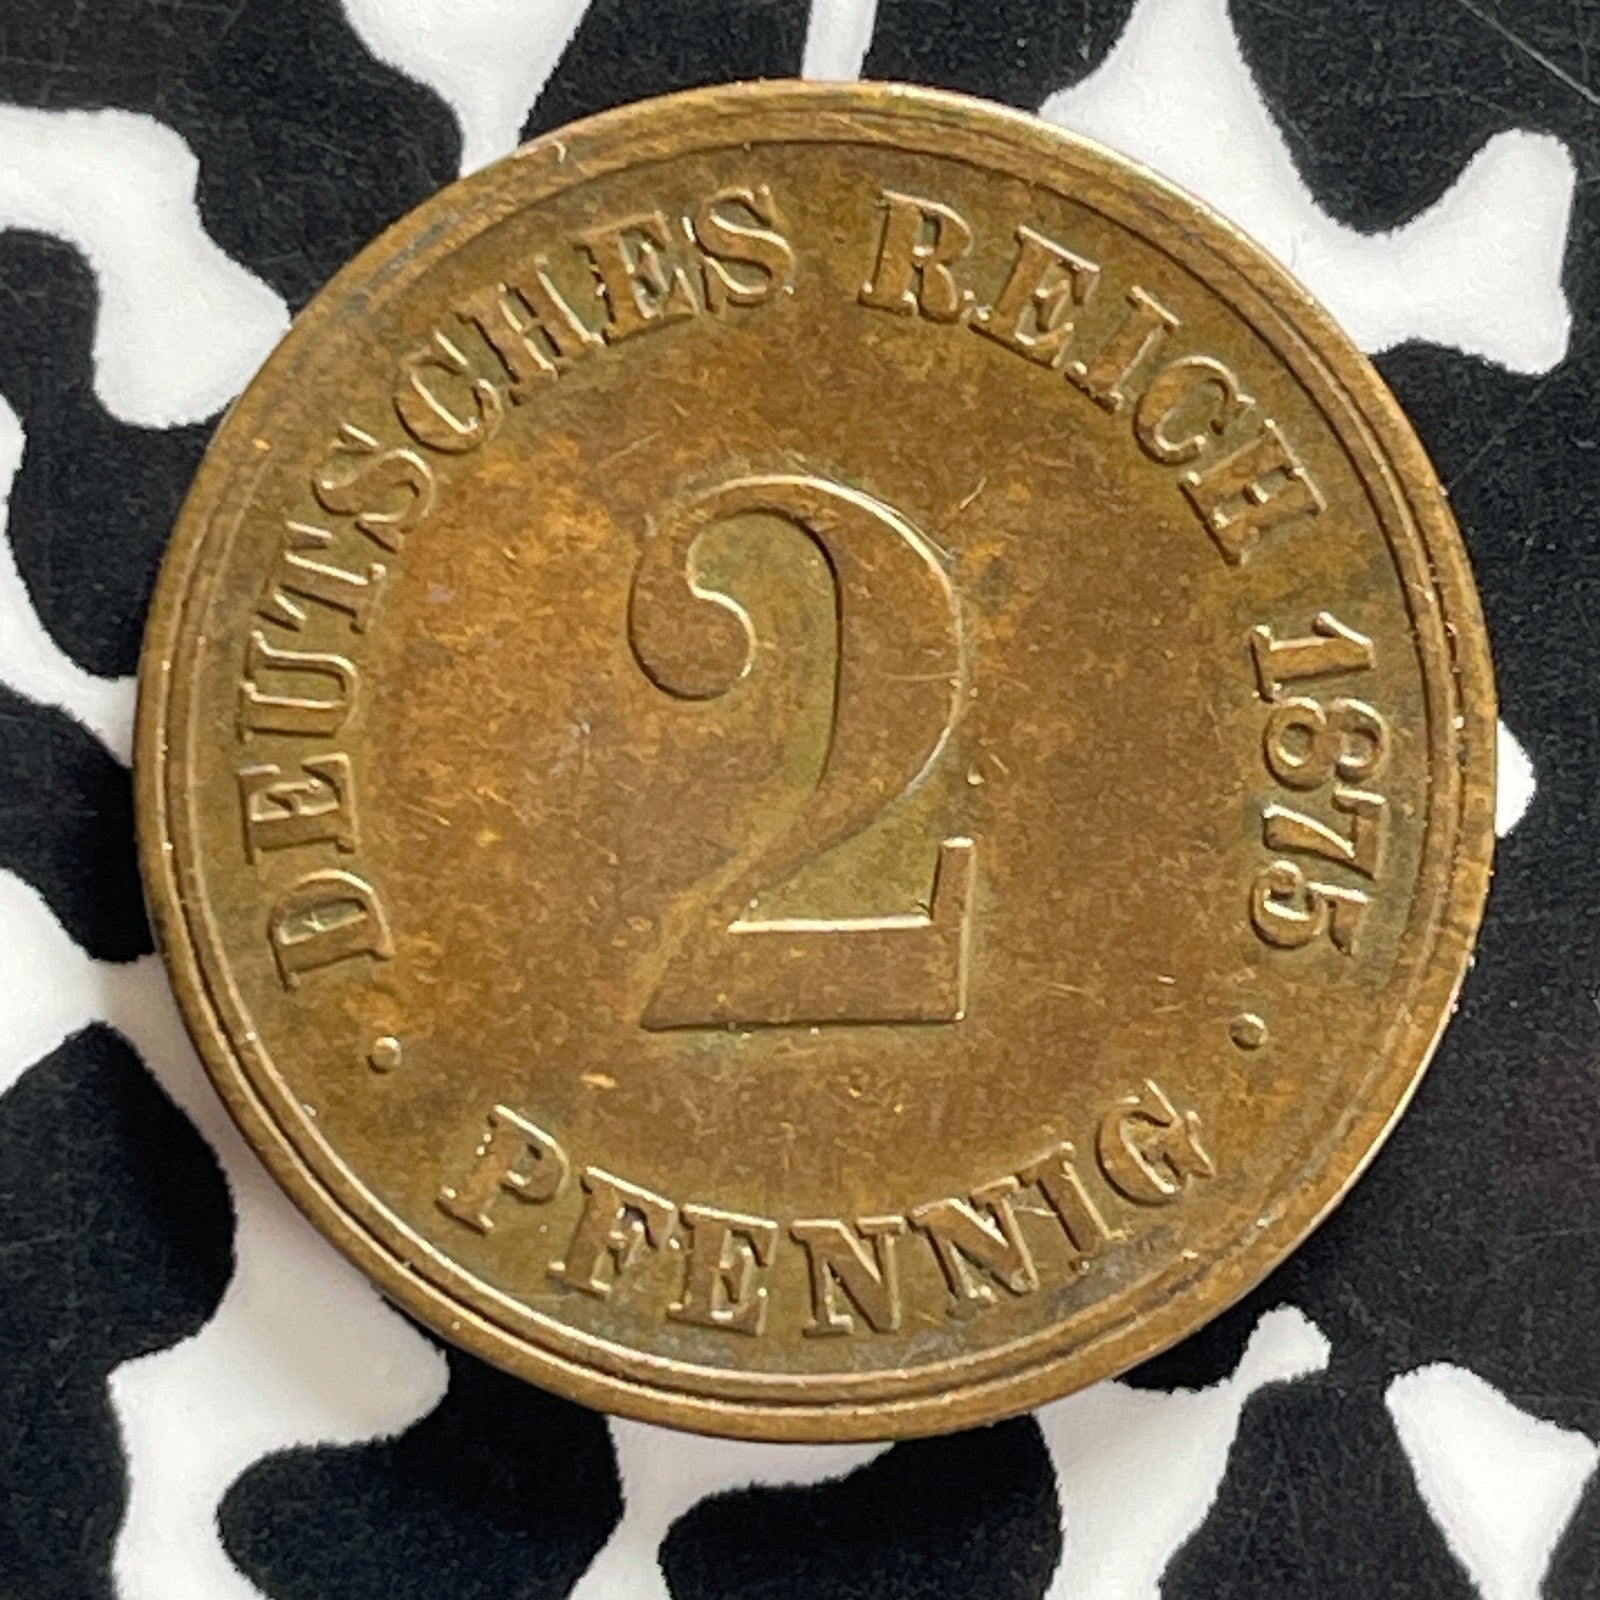 DEUTSCHES REICH 1875
2
PFENNIG